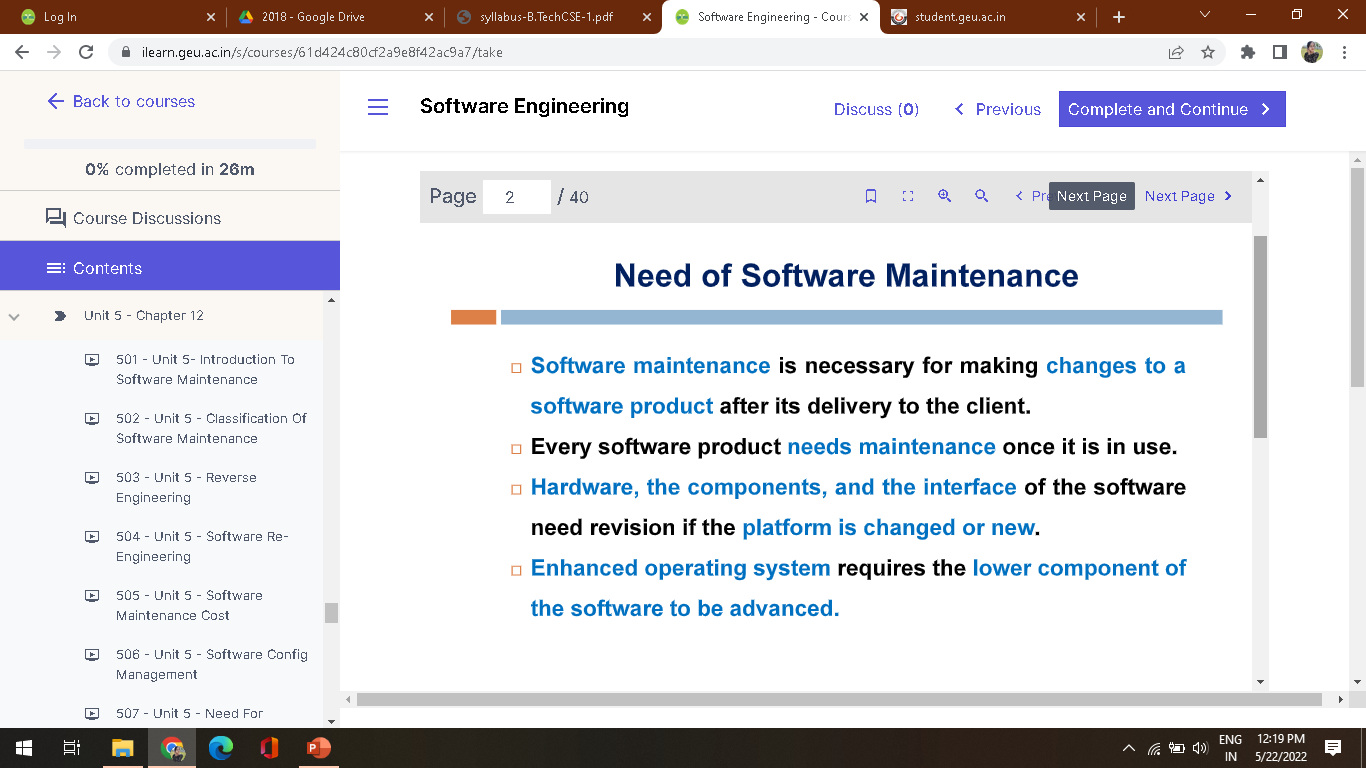 Log In
2018 - Google Drive
syllabus-B.TechCSE-1.pdf
Software Engineering - Cour
student.geu.ac.in
ilearn.geu.ac.in/s/courses/61d424c80cf2a9e8f42ac9a7/take
Back to courses
0% completed in 26m
Course Discussions
Contents
Unit 5 - Chapter 12
501 - Unit 5- Introduction To
Software Maintenance
502 - Unit 5 - Classification Of
Software Maintenance
503 - Unit 5 - Reverse
Engineering
504 - Unit 5 - Software Re-
Engineering
505 - Unit 5 - Software
Maintenance Cost
506 - Unit 5 - Software Config
Management
507 - Unit 5 - Need For
Software Engineering
Discuss (0)
Previous
Complete and Continue
Page 2 / 40
Pre
Next Page
Next Page
Need of Software Maintenance
Software maintenance is necessary for making changes to a
software product after its delivery to the client.
Every software product needs maintenance once it is in use.
Hardware, the components, and the interface of the software
need revision if the platform is changed or new.
Enhanced operating system requires the lower component of
the software to be advanced.
ENG
IN
12:19 PM
5/22/2022